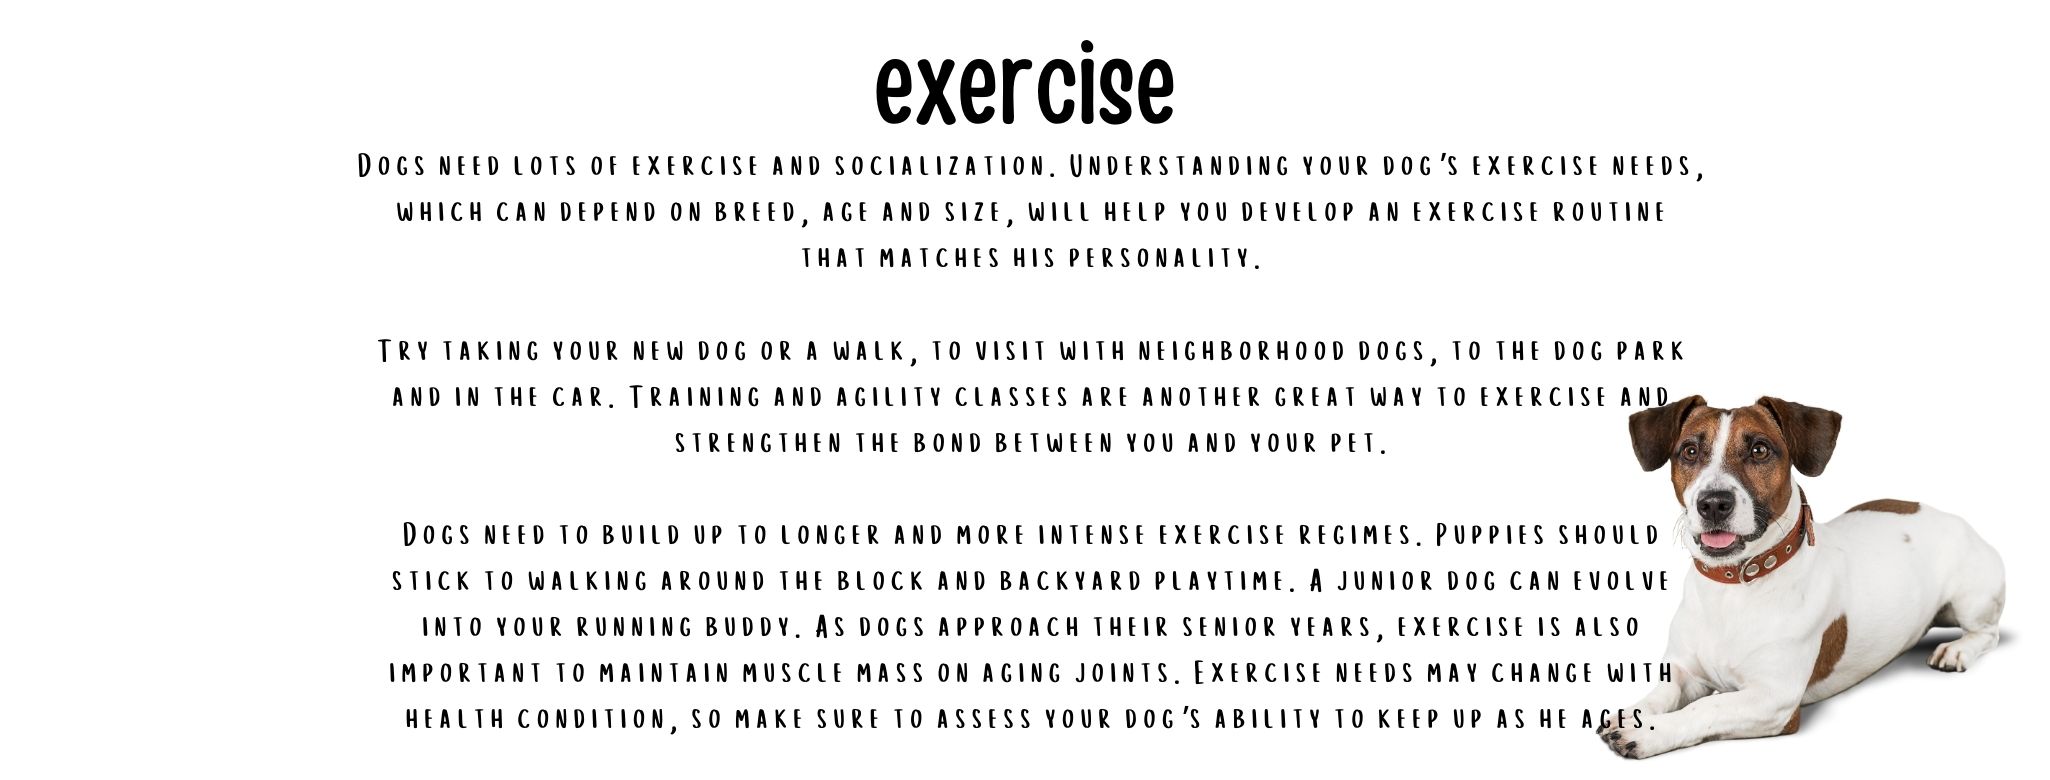 exercise
Dogs need lots of exercise and socialization. Understanding your dog's exercise needs,
which can depend on breed, age and size, will help you develop an exercise routine
that matches his personality.
Try taking your new dog or a walk, to visit with neighborhood dogs, to the dog park
and in the car. Training and agility classes are another great way to exercise and
strengthen the bond between you and your pet.
Dogs need to build up to longer and more intense exercise regimes. Puppies should
stick to walking around the block and backyard playtime. A junior dog can evolve
into your running buddy. As dogs approach their senior years, exercise is also
important to maintain muscle mass on aging joints. Exercise needs may change with
health condition, so make sure to assess your dog's ability to keep up as he ages.